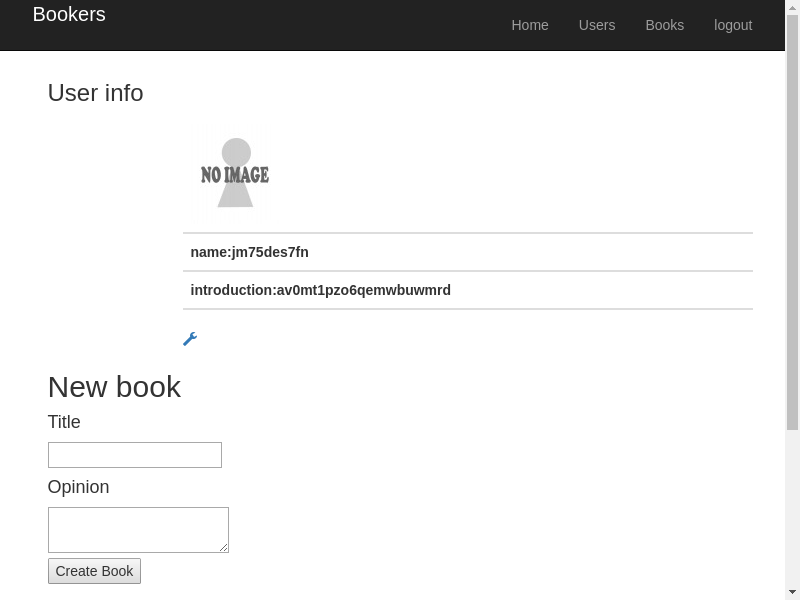 Bookers
Home Users Books logout
User info
NO IMAGE
name:jm75des7fn
introduction:av0mt1pzo6qemwbuwmrd
New book
Title
Opinion
Create Book